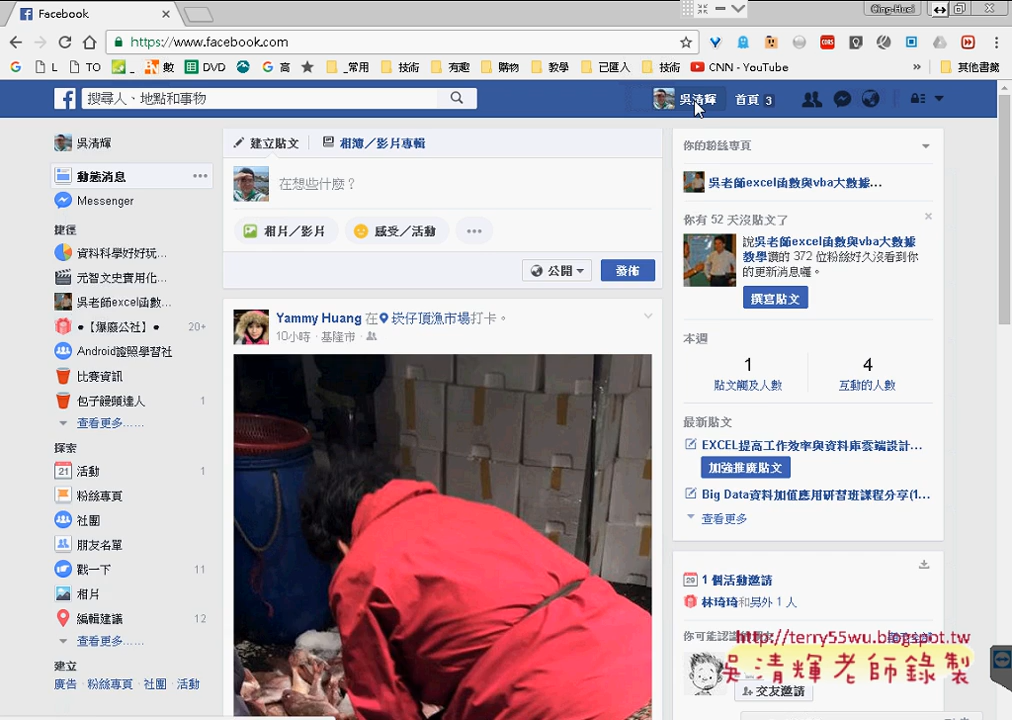 Facebook
Qing-Huei
https://www.facebook.com
G
L
TO
數
DVD
G 高
_常用
技術
有趣
購物
教學
已匯入
技術
CNN - YouTube
»
其他書籤
搜尋人、地點和事物
吳清輝
首頁 3
吳清輝
動態消息
Messenger
捷徑
資料科學好好玩...
元智文史實用化...
吳老師excel函數...
●【爆廢公社】● 20+
Android證照學習社
比賽資訊
包子饅頭達人 1
查看更多......
探索
活動 1
粉絲專頁
社團
朋友名單
戳一下 11
相片
編輯建議 12
查看更多......
建立
廣告 · 粉絲專頁 · 社團 · 活動
建立貼文
相簿／影片專輯
在想些什麼？
相片／影片
感受／活動
公開
發佈
Yammy Huang 在 崁仔頂漁市場打卡。
10小時 · 基隆市 ·
你的粉絲專頁
吳老師excel函數與vba大數據...
你有 52 天沒貼文了
說吳老師excel函數與vba大數據
教學讚的 372 位粉絲好久沒看到你
的更新消息囉。
撰寫貼文
本週
1
貼文觸及人數
4
互動的人數
最新貼文
EXCEL提高工作效率與資料庫雲端設計...
加強推廣貼文
Big Data資料加值應用研習班課程分享(1...
查看更多
1 個活動邀請
林琦琦和另外 1 人
你可能認識的朋友
http://terry55wu.blogspot.tw
吳清輝老師錄製
交友邀請